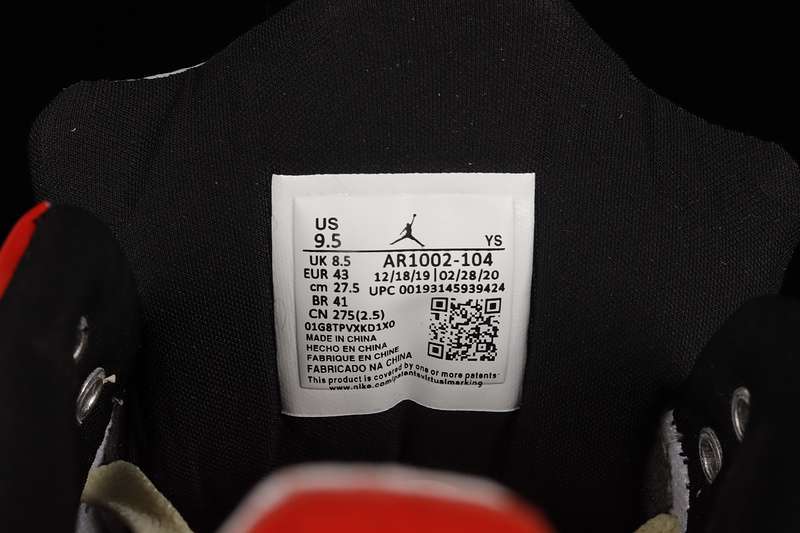 US
9.5
YS
UK 8.5
AR1002-104
EUR 43
12/18/19 | 02/28/20
cm 27.5
UPC 00193145939424
BR 41
CN 275(2.5)
01G8TPVXKD1X0
MADE IN CHINA
HECHO EN CHINA
FABRIQUE EN CHINE
FABRICADO NA CHINA
This product is covered by one or more patents
www.nike.com/patentsvirtualmarking